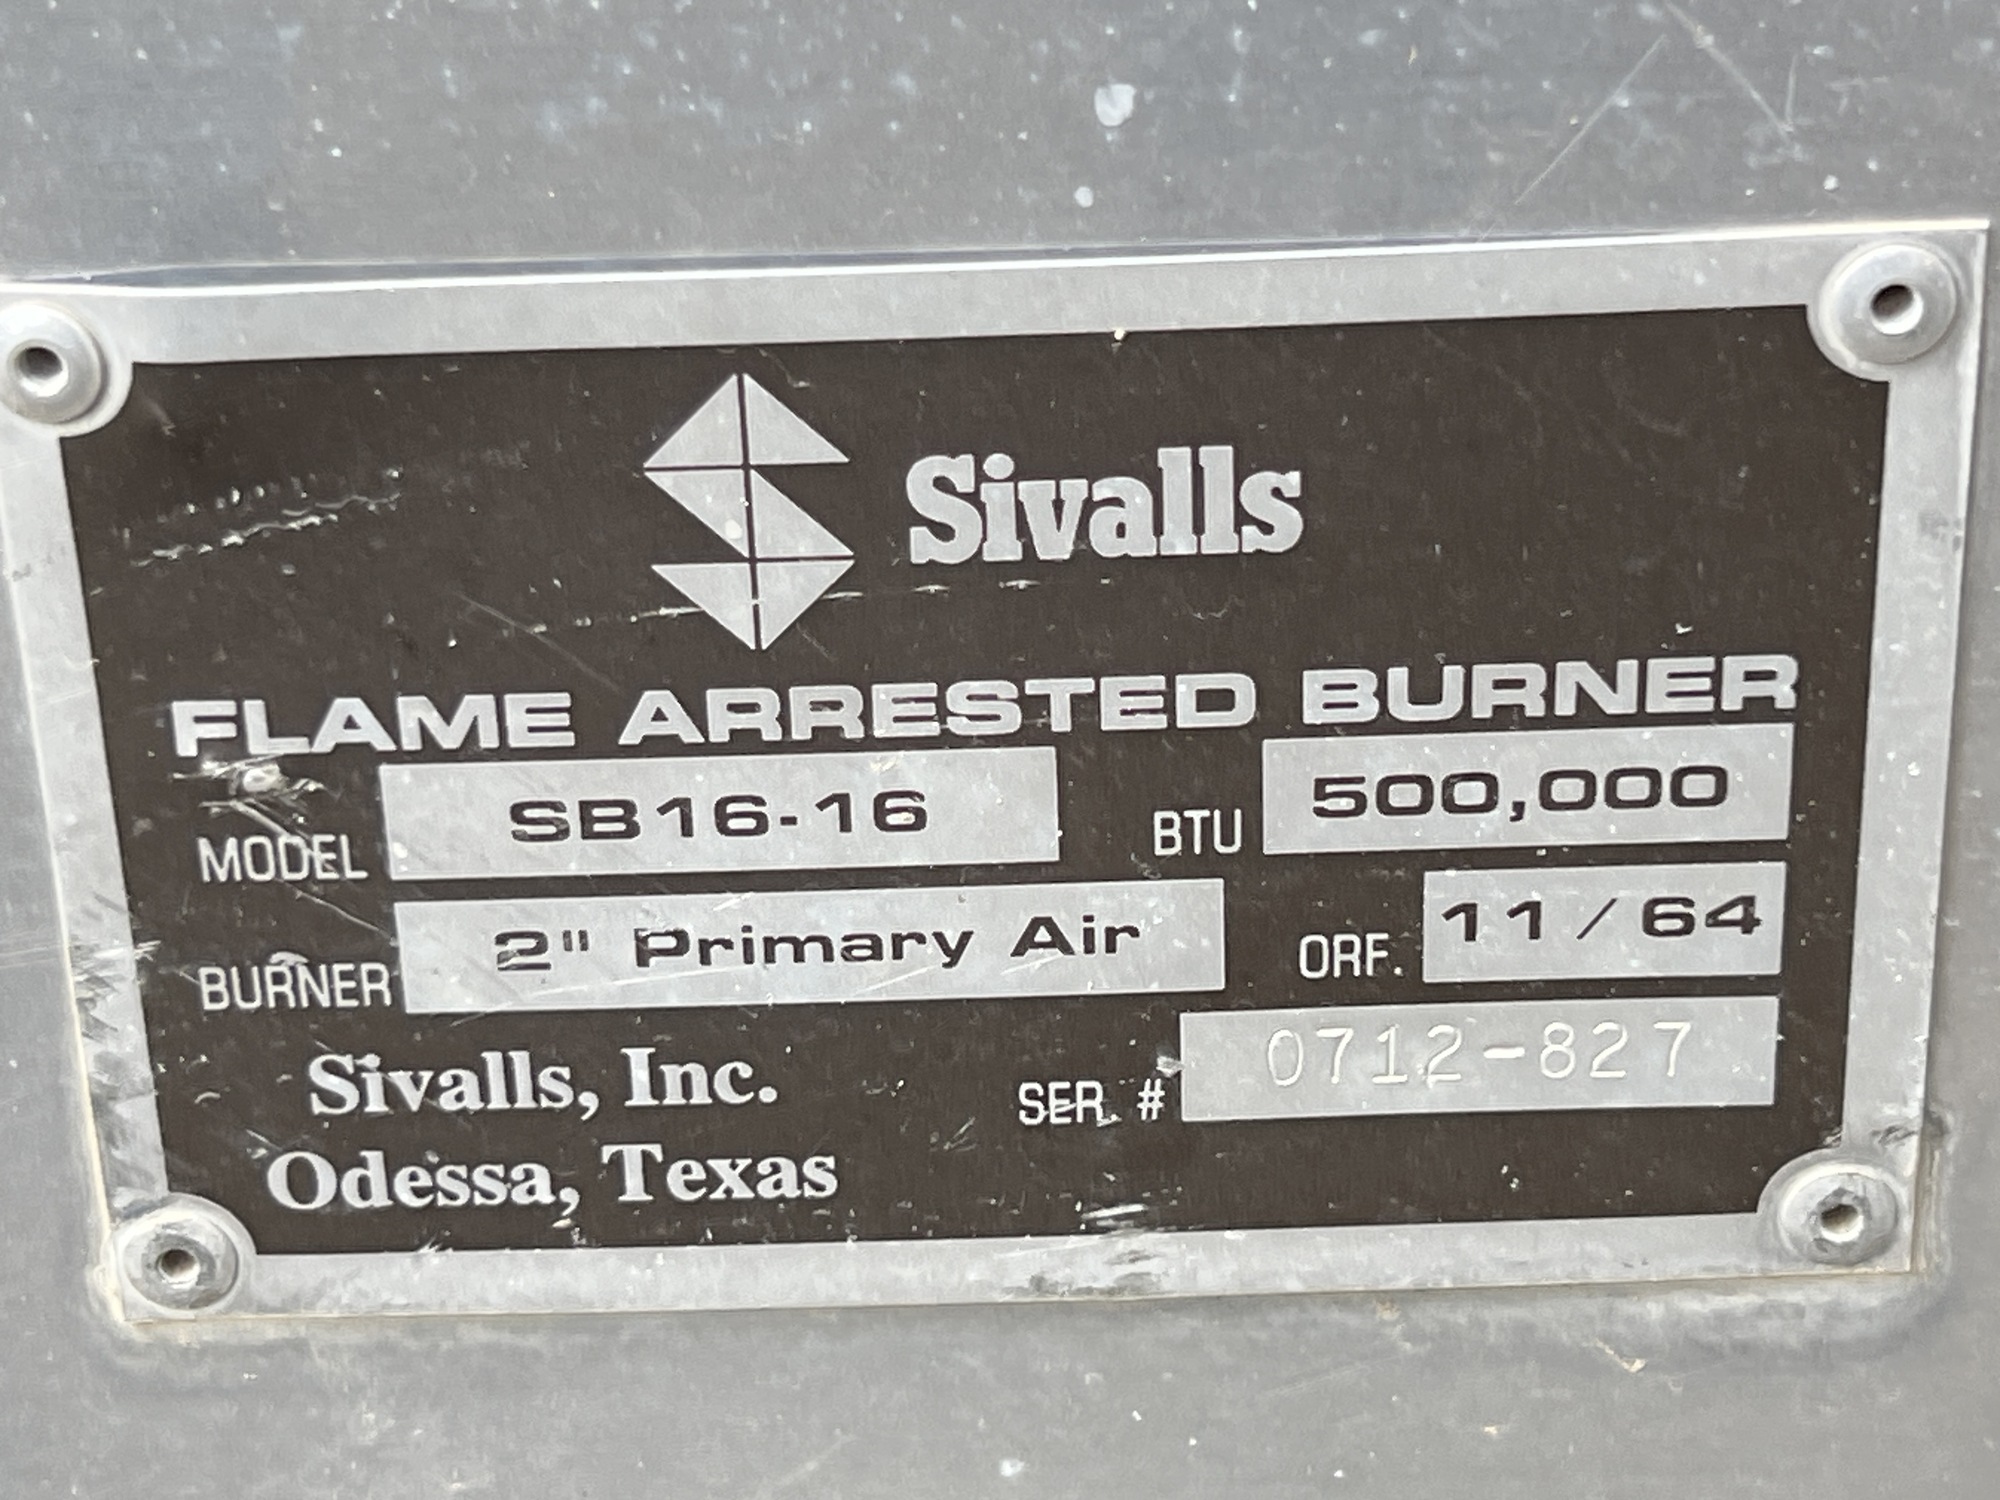 Sivalls
FLAME ARRESTED BURNER
MODEL SB16-16 BTU 500,000
BURNER 2" Primary Air ORF. 11/64
Sivalls, Inc. SER. # 0712-827
Odessa, Texas